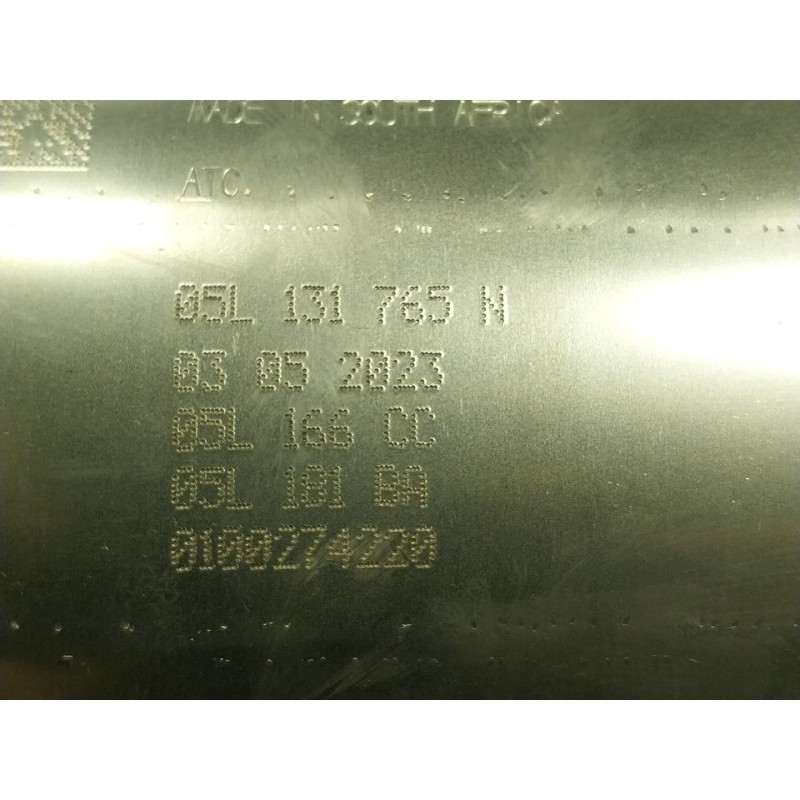 MADE IN SOUTH AFRICA
ATC.
05L 131 765 N
03 05 2023
05L 166 CC
05L 181 BA
0100274220